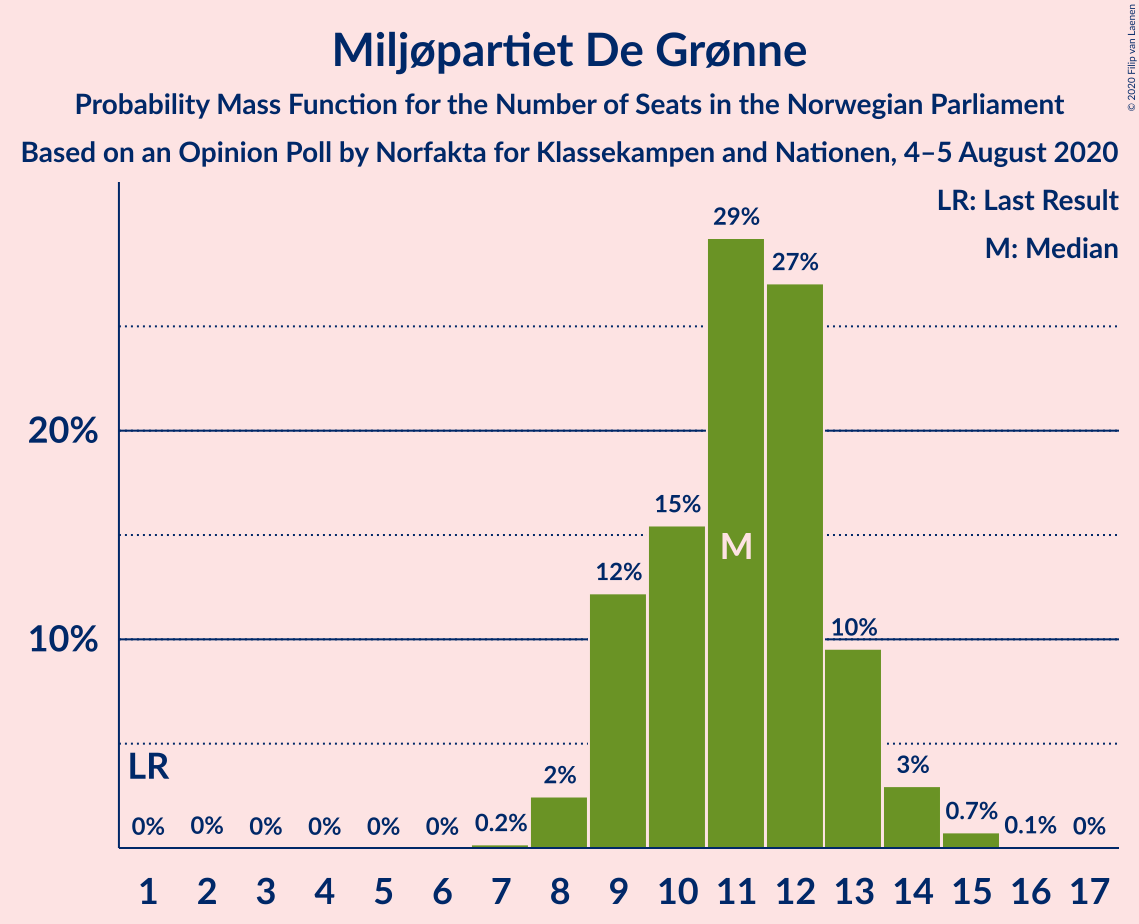 Miljøpartiet De Grønne
Probability Mass Function for the Number of Seats in the Norwegian Parliament
Based on an Opinion Poll by Norfakta for Klassekampen and Nationen, 4–5 August 2020
© 2020 Filip van Laenen
LR: Last Result
M: Median
29%
27%
20%
15%
M
12%
10%
10%
LR
3%
2%
0.7%
0% 0% 0% 0% 0% 0% 0.2% 0.1% 0%
1 2 3 4 5 6 7 8 9 10 11 12 13 14 15 16 17